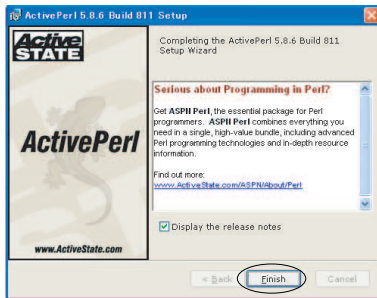 ActivePerl 5.8.6 Build 811 Setup
Active
STATE
ActivePerl
www.ActiveState.com
Completing the ActivePerl 5.8.6 Build 811
Setup Wizard
Serious about Programming in Perl?
Get ASPN Perl, the essential package for Perl
programmers. ASPN Perl combines everything you
need in a single, high-value bundle, including advanced
Perl programming technologies and in-depth resource
information.
Find out more:
www.ActiveState.com/ASPN/About/Perl
Display the release notes
< Back
Finish
Cancel